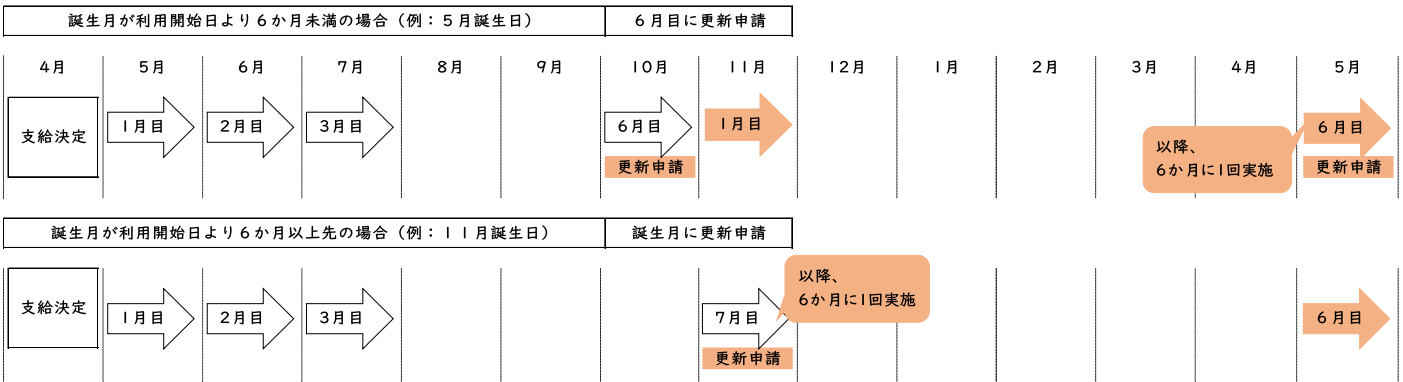 誕生月が利用開始日より６か月未満の場合（例：５月誕生日） ６月目に更新申請
４月 ５月 ６月 ７月 ８月 ９月 １０月 １１月 １２月 １月 ２月 ３月 ４月 ５月
支給決定 １月目 ２月目 ３月目 ６月目 １月目 ６月目
以降、
６か月に１回実施
更新申請 更新申請
誕生月が利用開始日より６か月以上先の場合（例：１１月誕生日） 誕生月に更新申請
以降、
６か月に１回実施
支給決定 １月目 ２月目 ３月目 ７月目 ６月目
更新申請